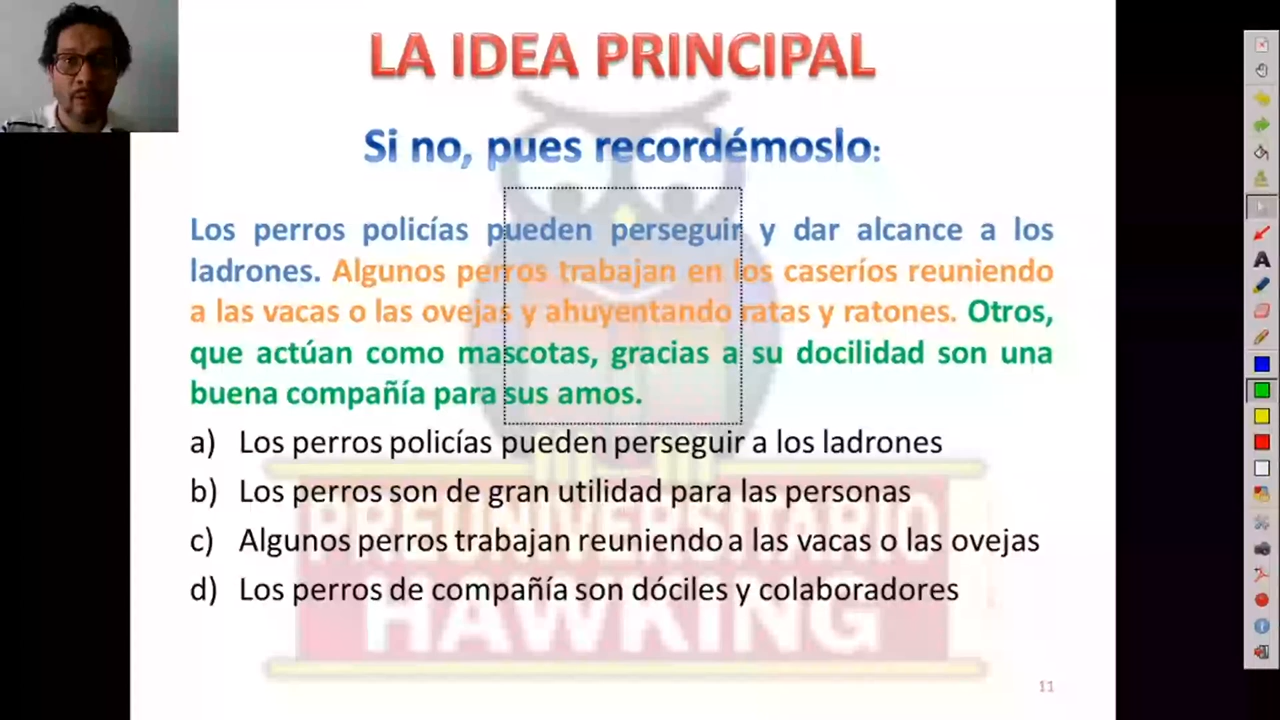 LA IDEA PRINCIPAL
Si no, pues recordémoslo:
Los perros policías pueden perseguir y dar alcance a los
ladrones. Algunos perros trabajan en los caseríos reuniendo
a las vacas o las ovejas y ahuyentando ratas y ratones. Otros,
que actúan como mascotas, gracias a su docilidad son una
buena compañía para sus amos.
a) Los perros policías pueden perseguir a los ladrones
b) Los perros son de gran utilidad para las personas
PREUNIVERSITARIO
c) Algunos perros trabajan reuniendo a las vacas o las ovejas
d) Los perros de compañía son dóciles y colaboradores
HAWKING
11